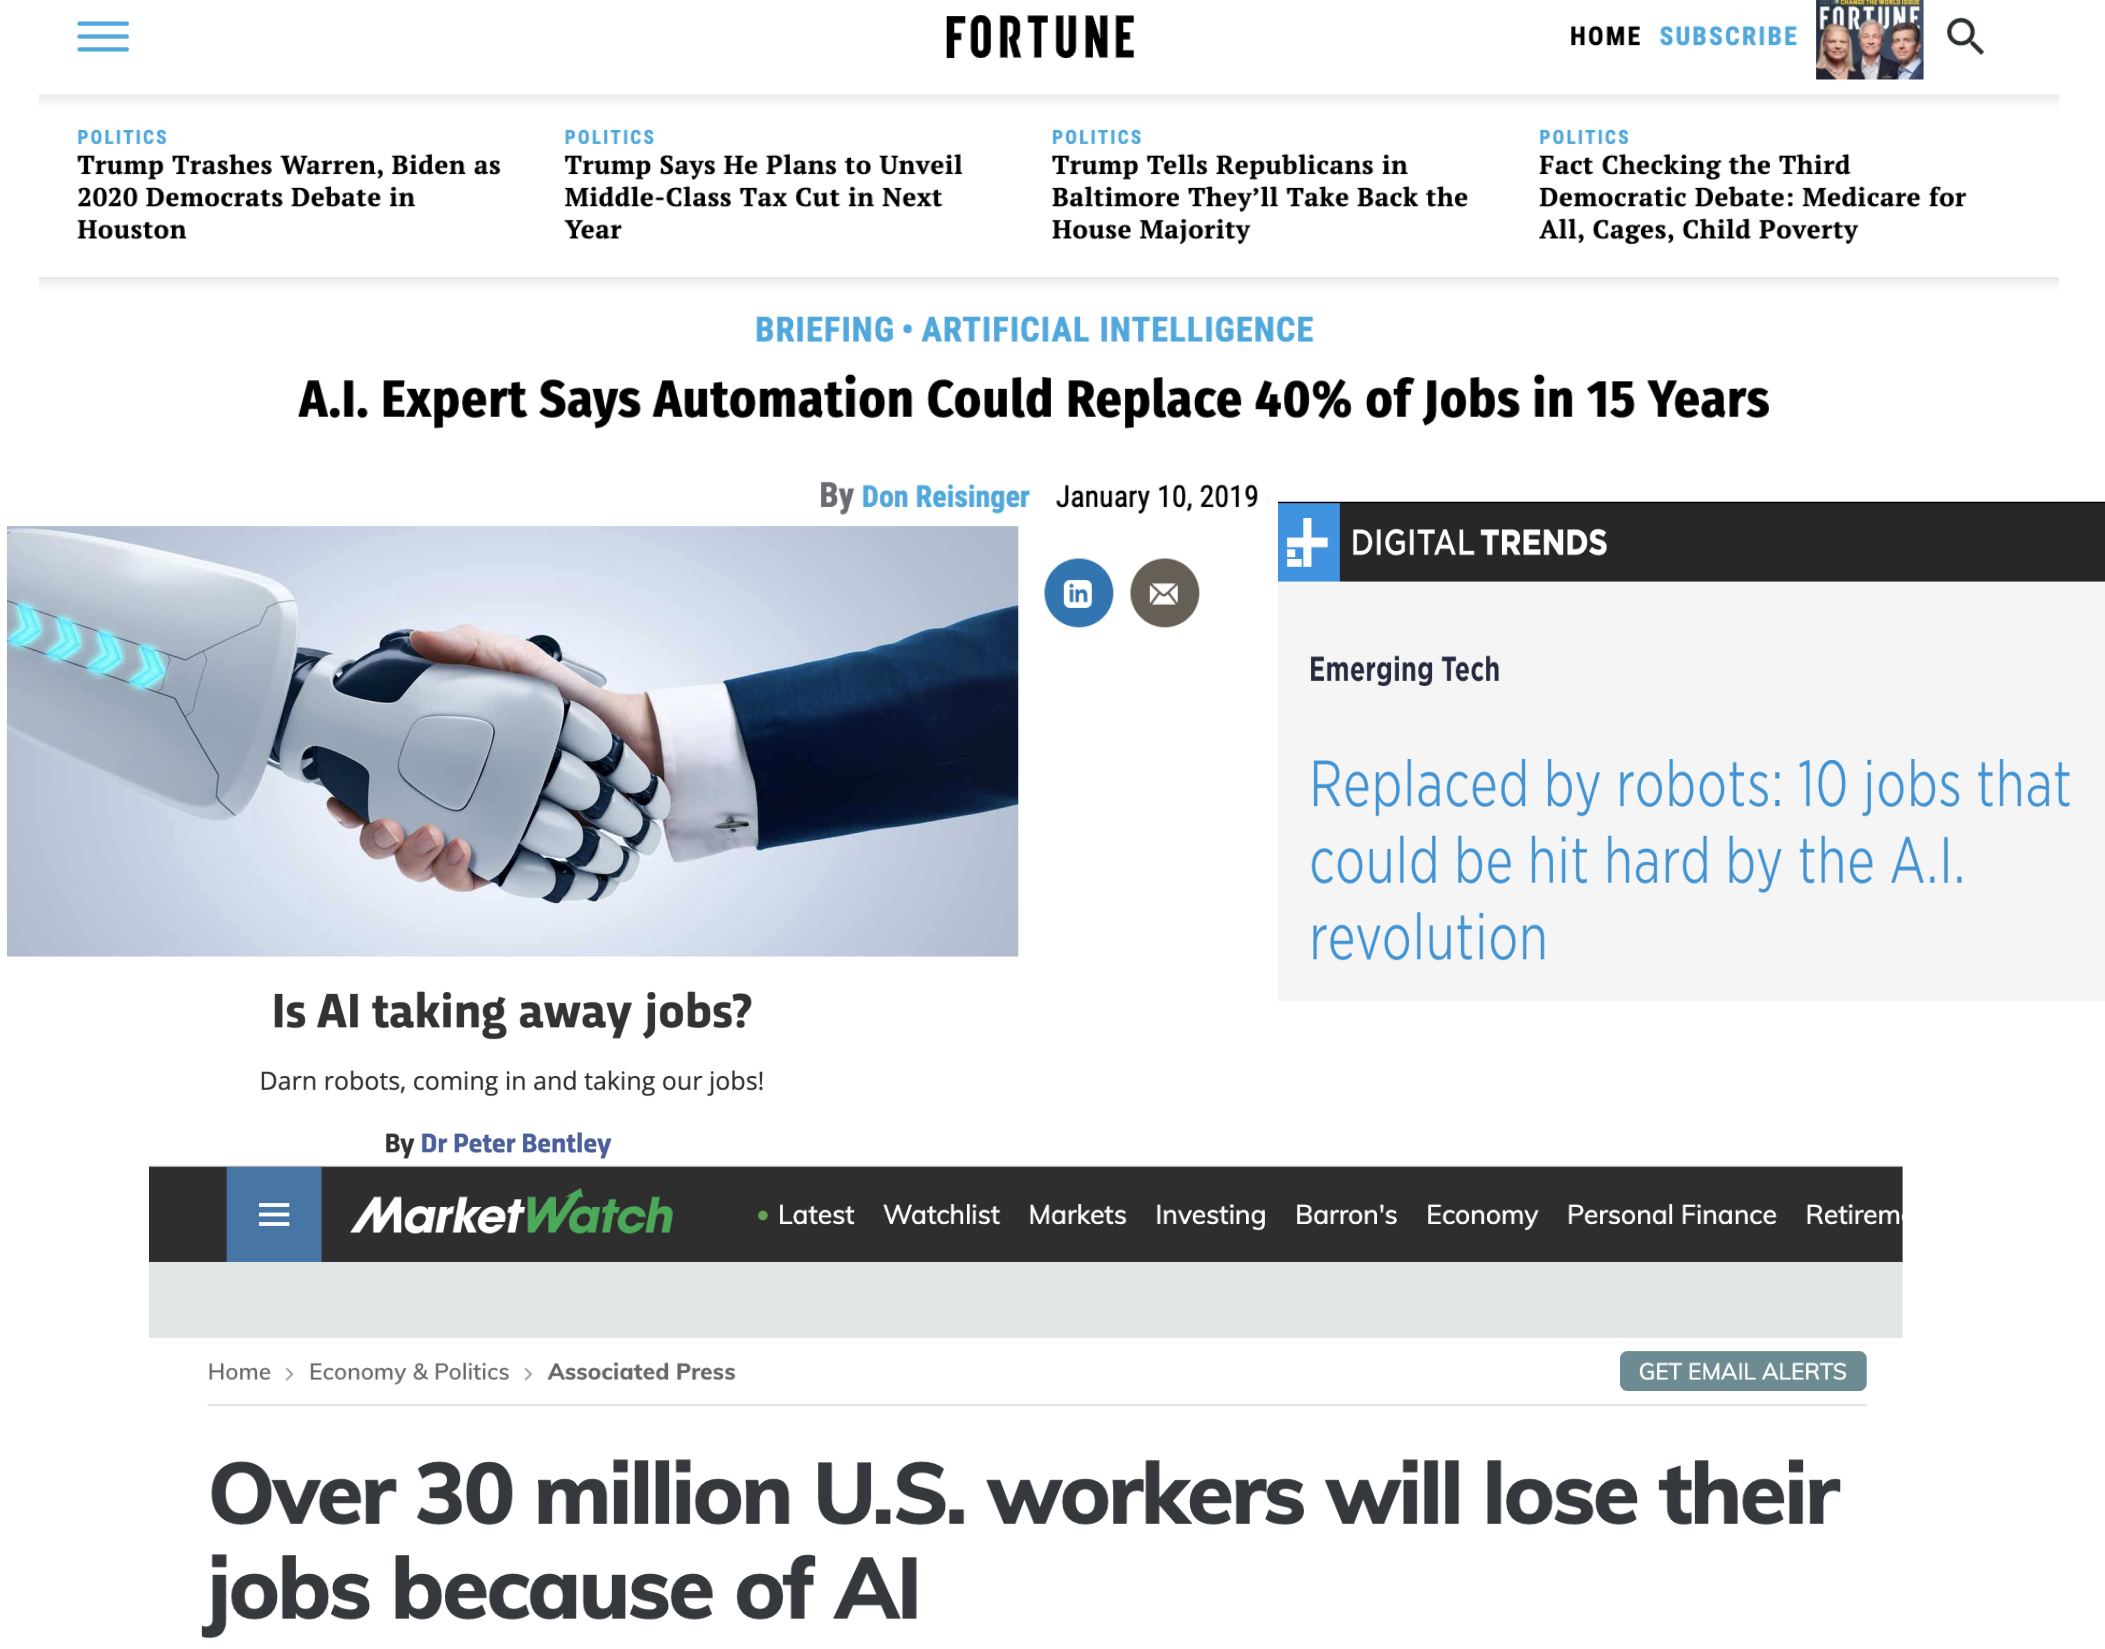 FORTUNE
HOME SUBSCRIBE
CHANGE THE WORLD ISSUE
FORTUNE
POLITICS
Trump Trashes Warren, Biden as
2020 Democrats Debate in
Houston
POLITICS
Trump Says He Plans to Unveil
Middle-Class Tax Cut in Next
Year
POLITICS
Trump Tells Republicans in
Baltimore They’ll Take Back the
House Majority
POLITICS
Fact Checking the Third
Democratic Debate: Medicare for
All, Cages, Child Poverty
BRIEFING • ARTIFICIAL INTELLIGENCE
A.I. Expert Says Automation Could Replace 40% of Jobs in 15 Years
By Don Reisinger January 10, 2019
in
DIGITAL TRENDS
Emerging Tech
Replaced by robots: 10 jobs that
could be hit hard by the A.I.
revolution
Is AI taking away jobs?
Darn robots, coming in and taking our jobs!
By Dr Peter Bentley
MarketWatch
• Latest Watchlist Markets Investing Barron's Economy Personal Finance Retirem
Home > Economy & Politics > Associated Press
GET EMAIL ALERTS
Over 30 million U.S. workers will lose their
jobs because of AI